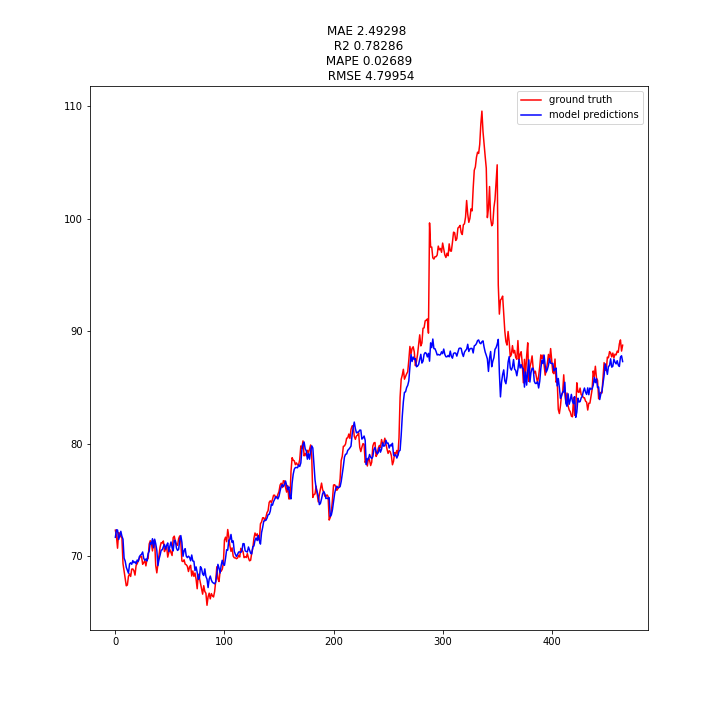 MAE 2.49298
R2 0.78286
MAPE 0.02689
RMSE 4.79954
ground truth
model predictions
110
100
90
80
70
0 100 200 300 400